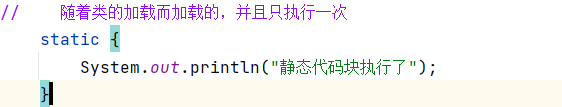 //    随着类的加载而加载的，并且只执行一次
static {
    System.out.println("静态代码块执行了");
}